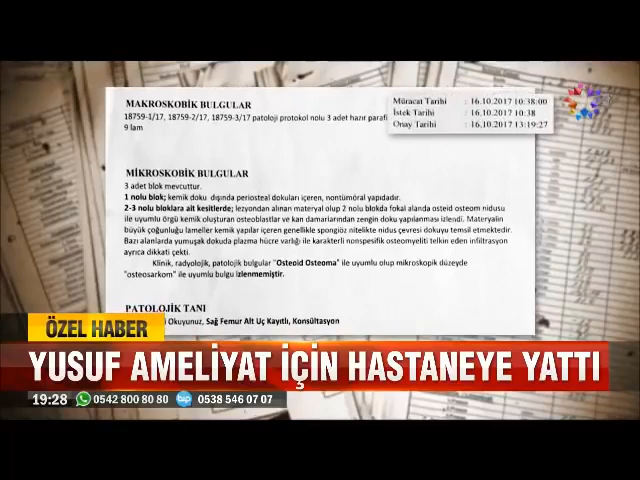 MAKROSKOBİK BULGULAR
18759-1/17, 18759-2/17, 18759-3/17 patoloji protokol nolu 3 adet hazır parafi
9 lam
Müracat Tarihi : 16.10.2017 10:38:00
İstek Tarihi : 16.10.2017 10:38
Onay Tarihi : 16.10.2017 13:19:27
MİKROSKOBİK BULGULAR
3 adet blok mevcuttur.
1 nolu blok; kemik doku dışında periosteal dokuları içeren, nontümöral yapıdadır.
2-3 nolu bloklara ait kesitlerde; lezyondan alınan materyal olup 2 nolu blokda fokal alanda osteid osteom nidusu
ile uyumlu örgü kemik oluşturan osteoblastlar ve kan damarlarından zengin doku yapılanması izlendi. Materyalin
büyük çoğunluğu lameller kemik yapılar içeren genellikle spongiöz nitelikte nidus çevresi dokuyu temsil etmektedir.
Bazı alanlarda yumuşak dokuda plazma hücre varlığı ile karakterli nonspesifik osteomyeliti telkin eden infiltrasyon
ayrıca dikkati çekti.
Klinik, radyolojik, patolojik bulgular "Osteoid Osteoma" ile uyumlu olup mikroskopik düzeyde
"osteosarkom" ile uyumlu bulgu izlenmemiştir.
PATOLOJİK TANI
Okuyunuz, Sağ Femur Alt Uç Kayıtlı, Konsültasyon
ÖZEL HABER
YUSUF AMELİYAT İÇİN HASTANEYE YATTI
19:28 0542 800 80 80 bip 0538 546 07 07